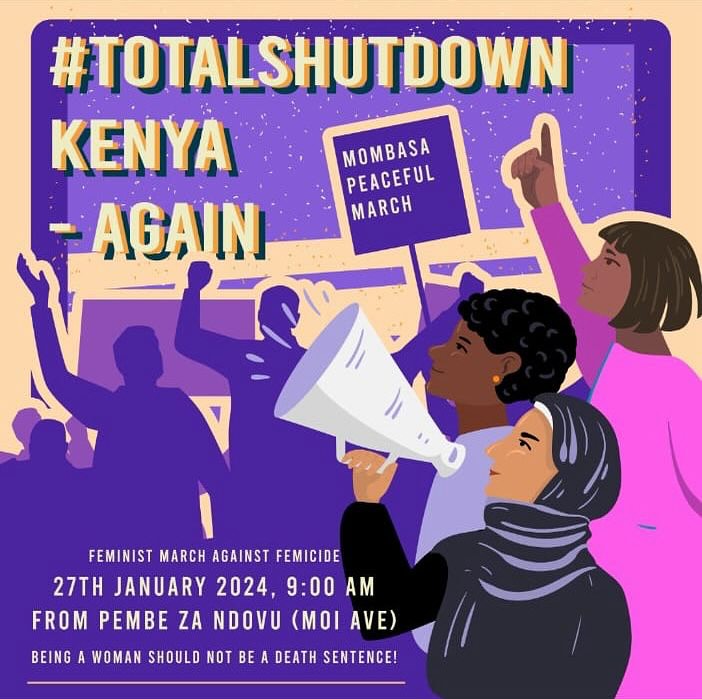 #TOTALSHUTDOWN
KENYA
- AGAIN
MOMBASA
PEACEFUL
MARCH
FEMINIST MARCH AGAINST FEMICIDE
27TH JANUARY 2024, 9:00 AM
FROM PEMBE ZA NDOVU (MOI AVE)
BEING A WOMAN SHOULD NOT BE A DEATH SENTENCE!